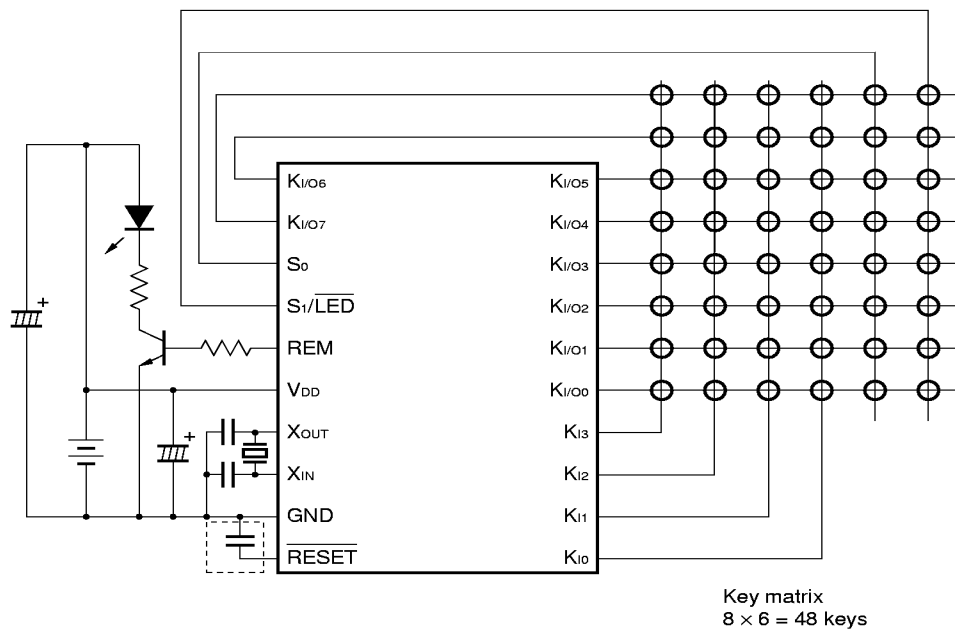 KI/O6
KI/O7
S0
S1/LED
REM
VDD
XOUT
XIN
GND
RESET
KI/O5
KI/O4
KI/O3
KI/O2
KI/O1
KI/O0
KI3
KI2
KI1
KI0
+
+
Key matrix
8 × 6 = 48 keys